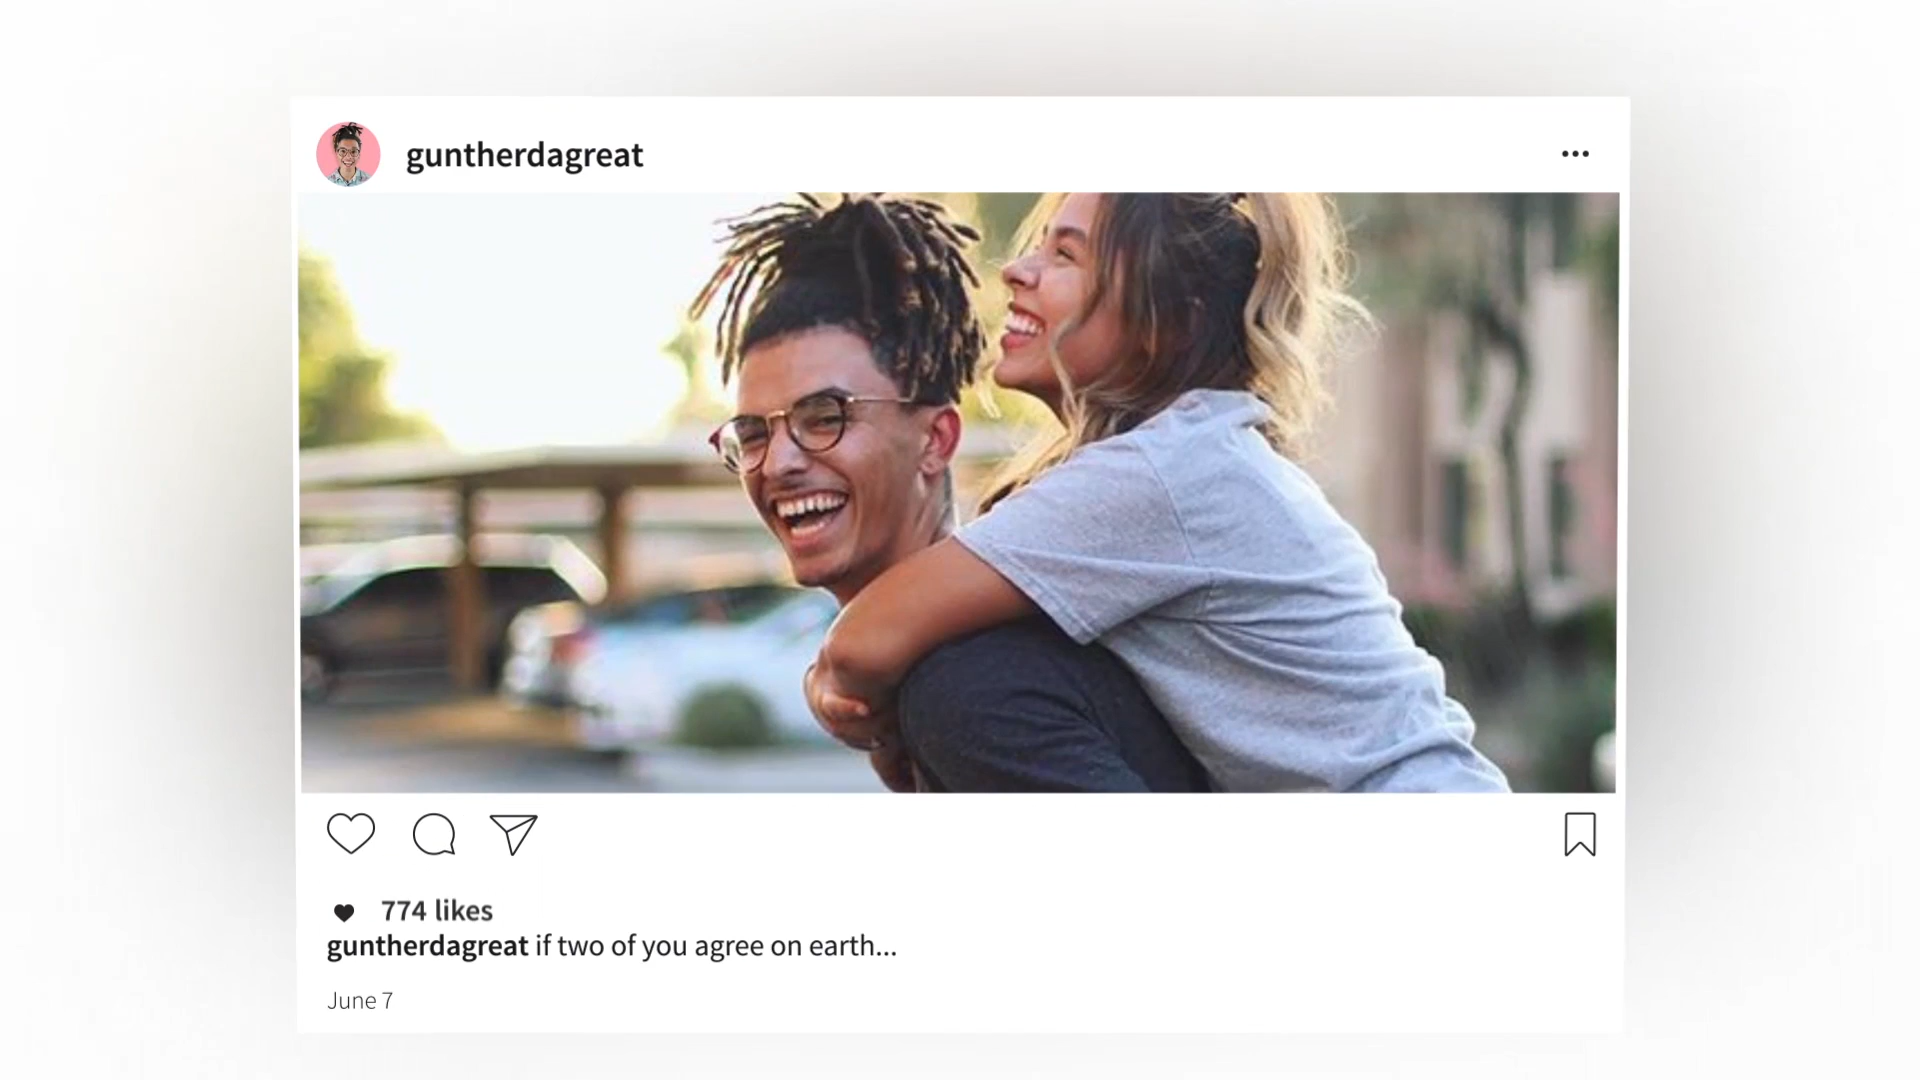 guntherdagreat
774 likes
guntherdagreat if two of you agree on earth...
June 7